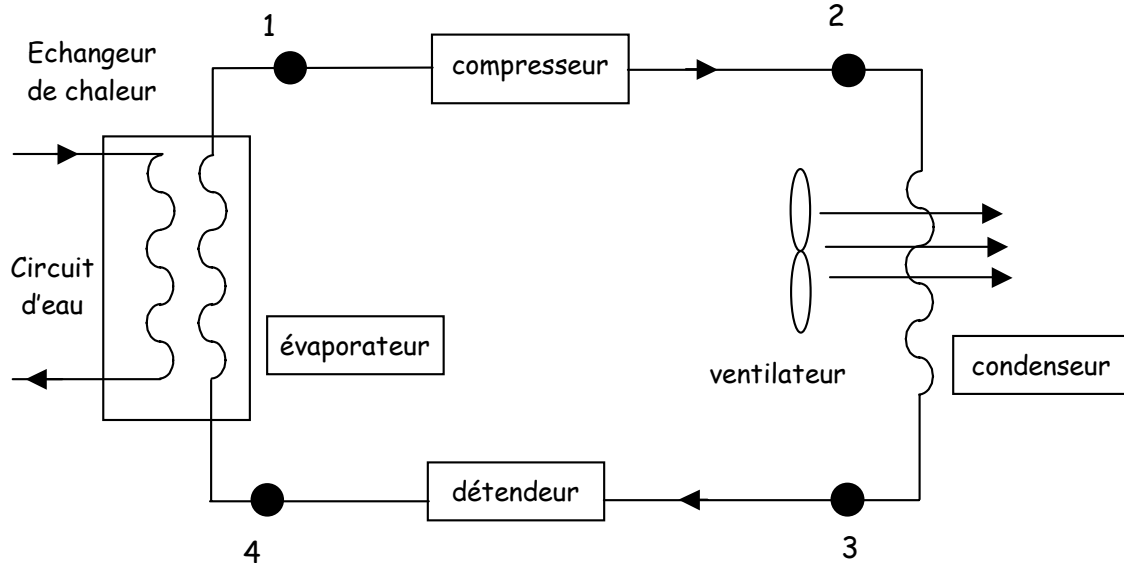 1
2
Echangeur
de chaleur
compresseur
Circuit
d'eau
évaporateur
ventilateur
condenseur
détendeur
4
3